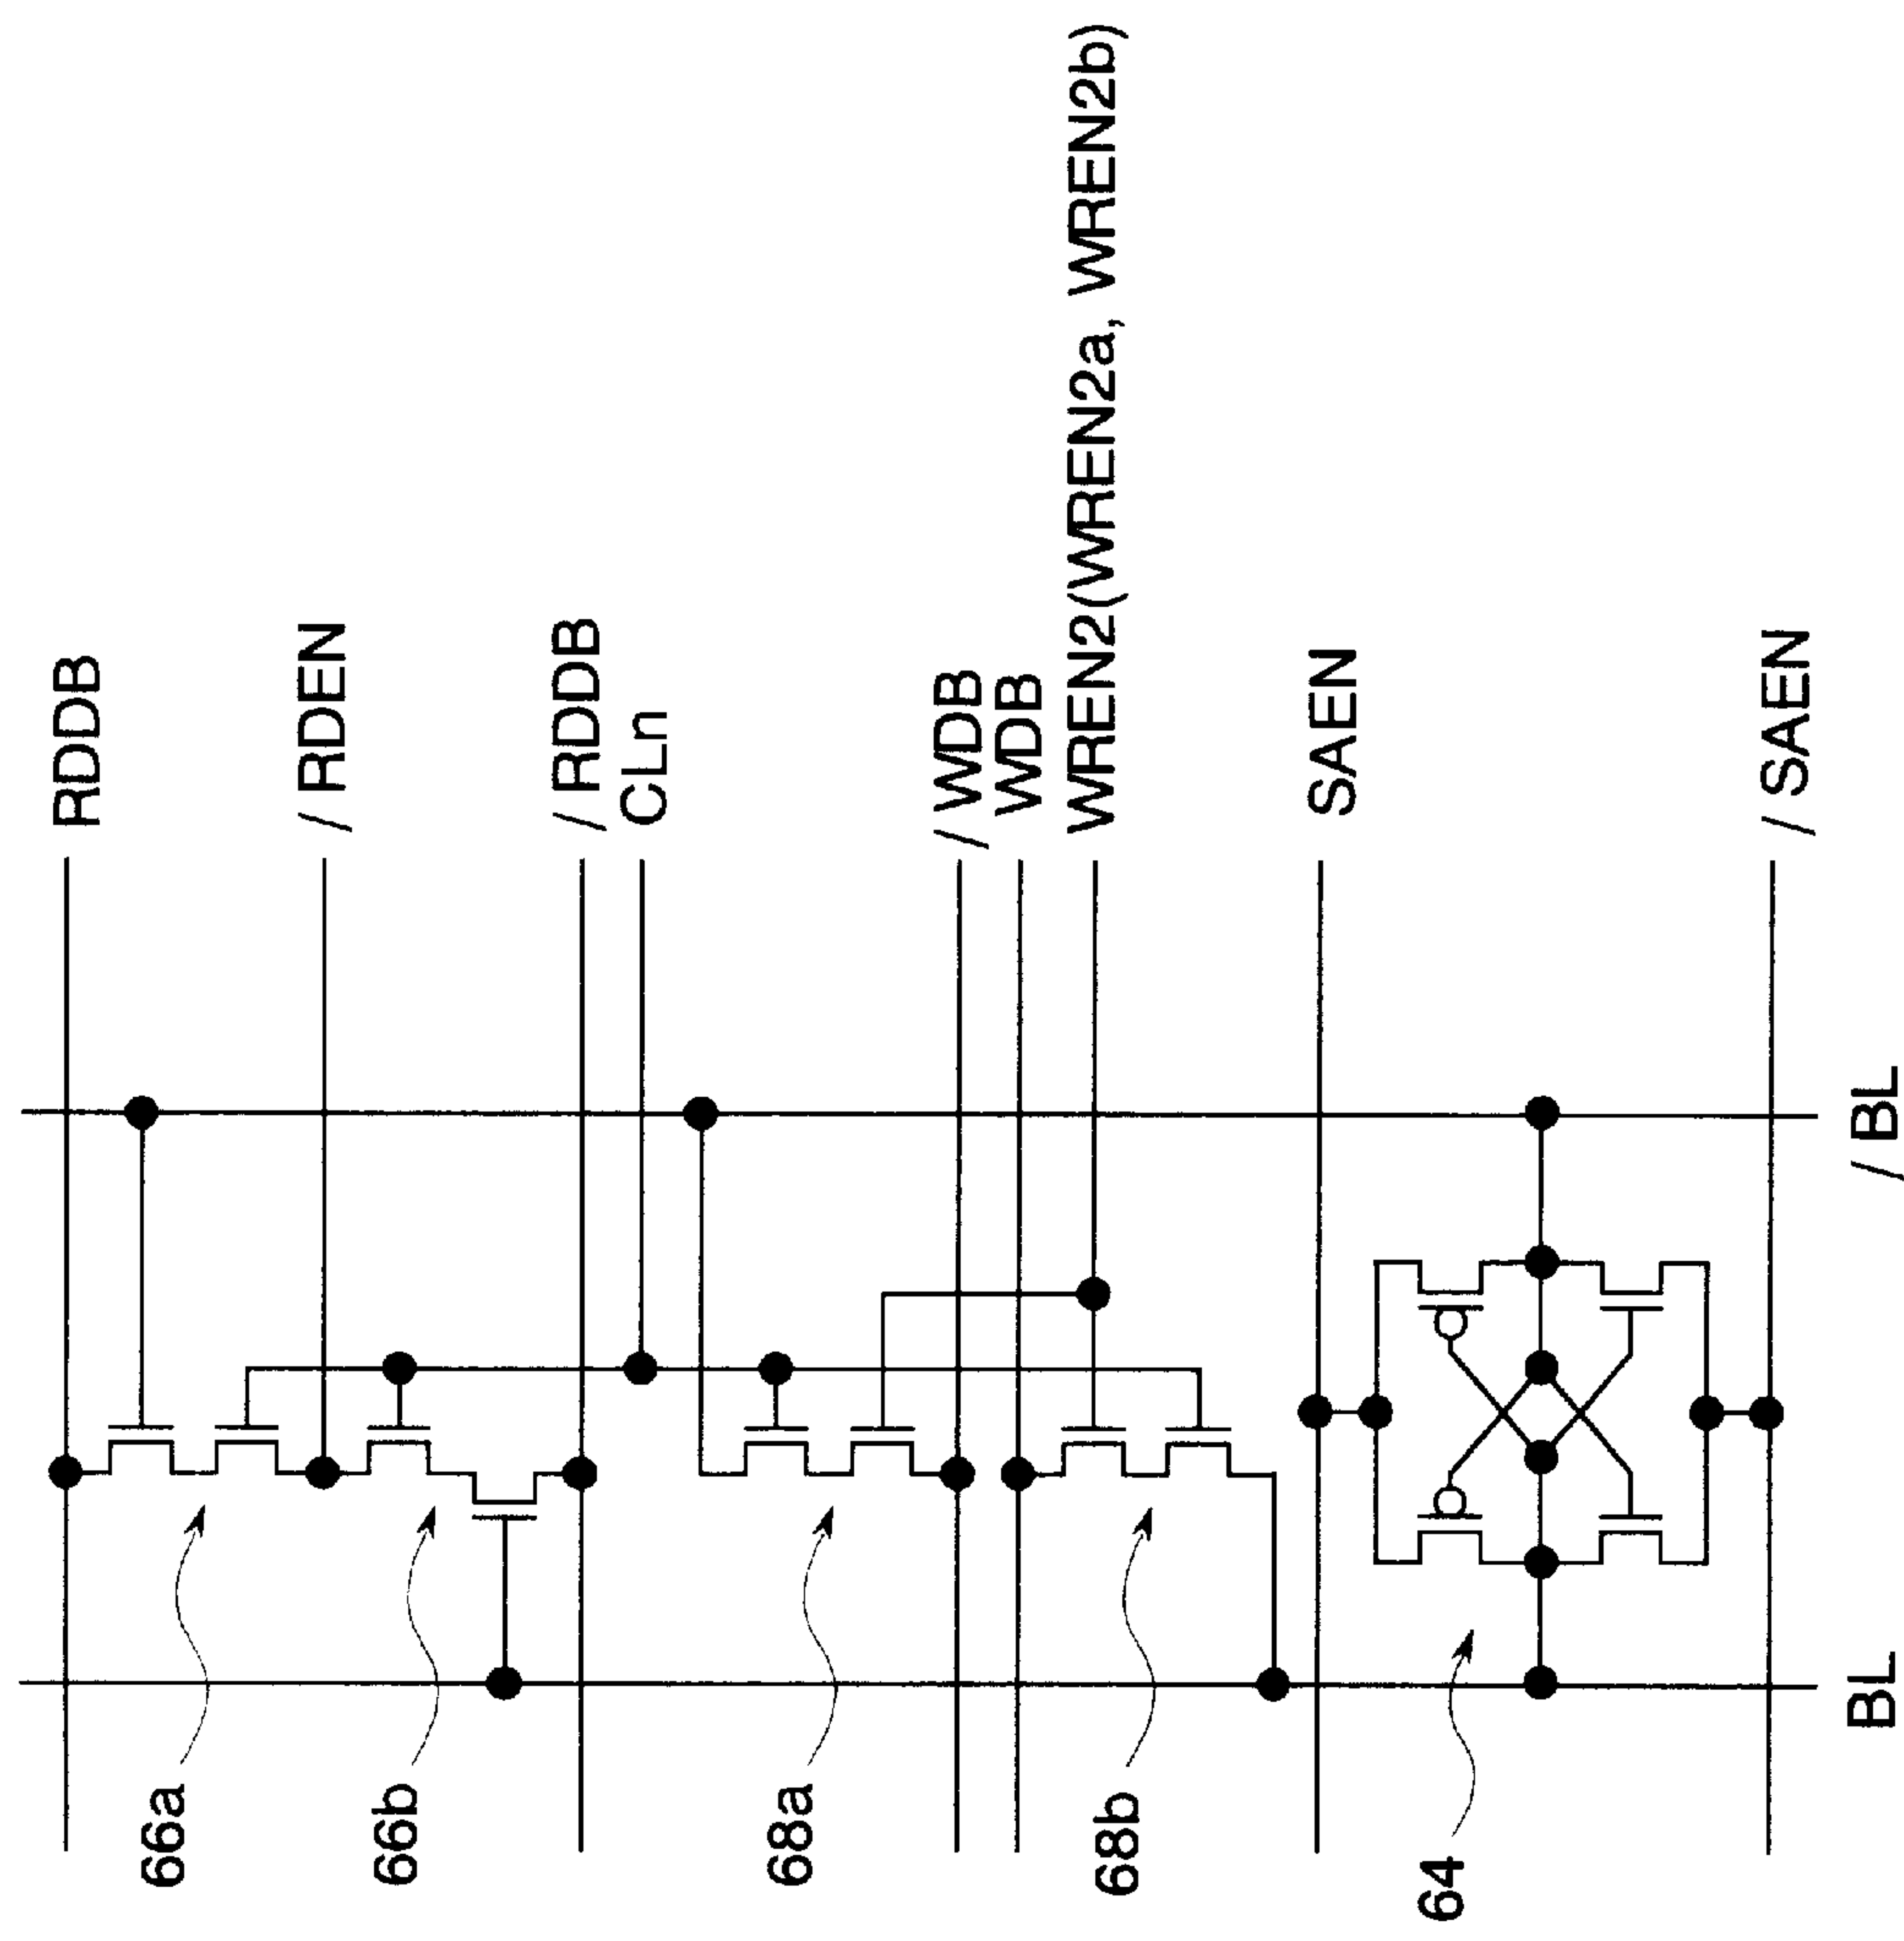 RDDB
/ RDEN
/ RDDB
CLn
/ WDB
WDB
WREN2(WREN2a, WREN2b)
SAEN
/ SAEN
/ BL
BL
66a
66b
68a
68b
64